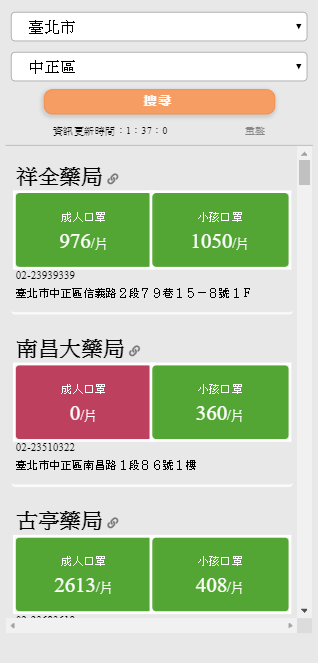 臺北市
中正區
搜尋
資訊更新時間：1：37：0
重整
祥全藥局
成人口罩
976/片
小孩口罩
1050/片
02-23939339
臺北市中正區信義路２段７９巷１５－８號１Ｆ
南昌大藥局
成人口罩
0/片
小孩口罩
360/片
02-23510322
臺北市中正區南昌路１段８６號１樓
古亭藥局
成人口罩
2613/片
小孩口罩
408/片